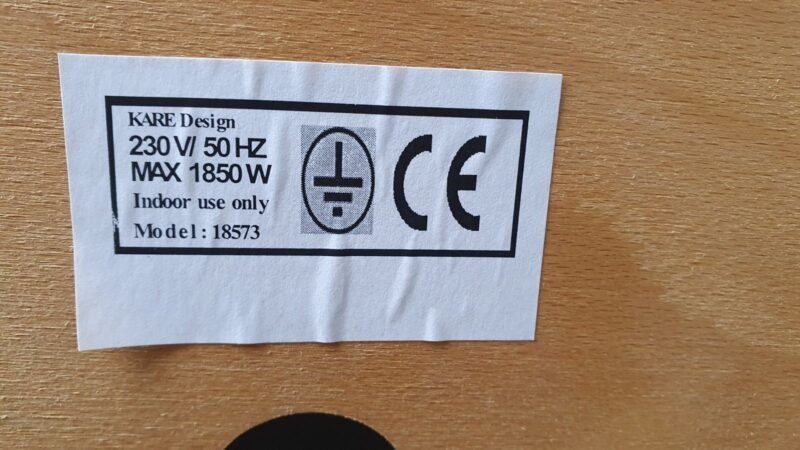 KARE Design
230 V/ 50 HZ
MAX 1850 W
Indoor use only
Model : 18573
CE